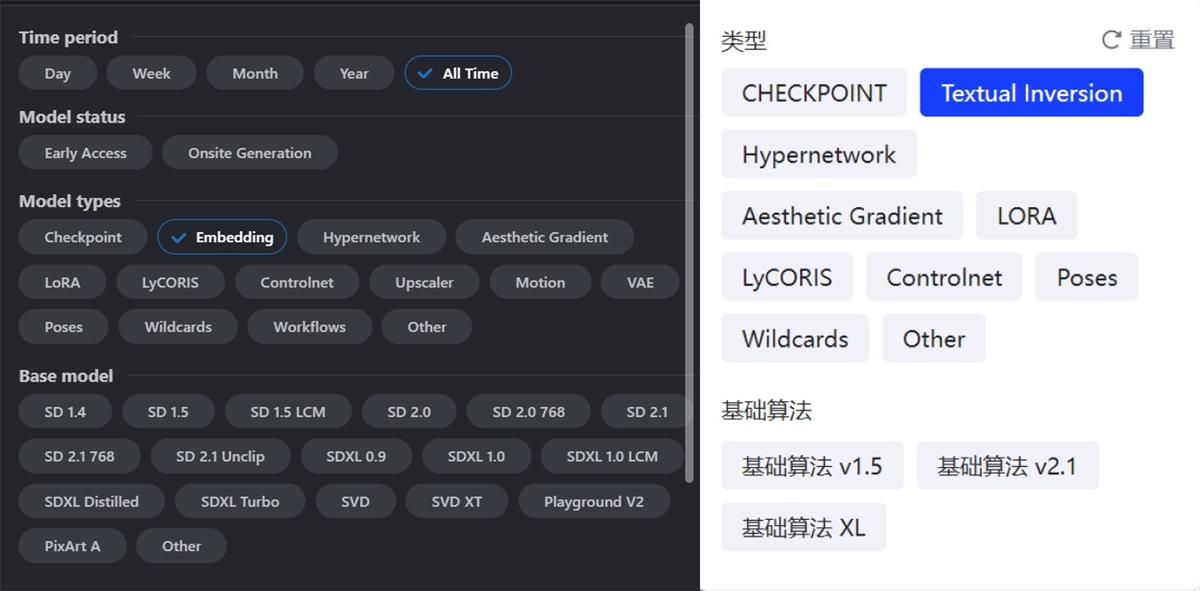 Time period
Day Week Month Year All Time
Model status
Early Access Onsite Generation
Model types
Checkpoint Embedding Hypernetwork Aesthetic Gradient
LoRA LyCORIS Controlnet Upscaler Motion VAE
Poses Wildcards Workflows Other
Base model
SD 1.4 SD 1.5 SD 1.5 LCM SD 2.0 SD 2.0 768 SD 2.1
SD 2.1 768 SD 2.1 Unclip SDXL 0.9 SDXL 1.0 SDXL 1.0 LCM
SDXL Distilled SDXL Turbo SVD SVD XT Playground V2
PixArt A Other
类型 重置
CHECKPOINT Textual Inversion
Hypernetwork
Aesthetic Gradient LORA
LyCORIS Controlnet Poses
Wildcards Other
基础算法
基础算法 v1.5 基础算法 v2.1
基础算法 XL